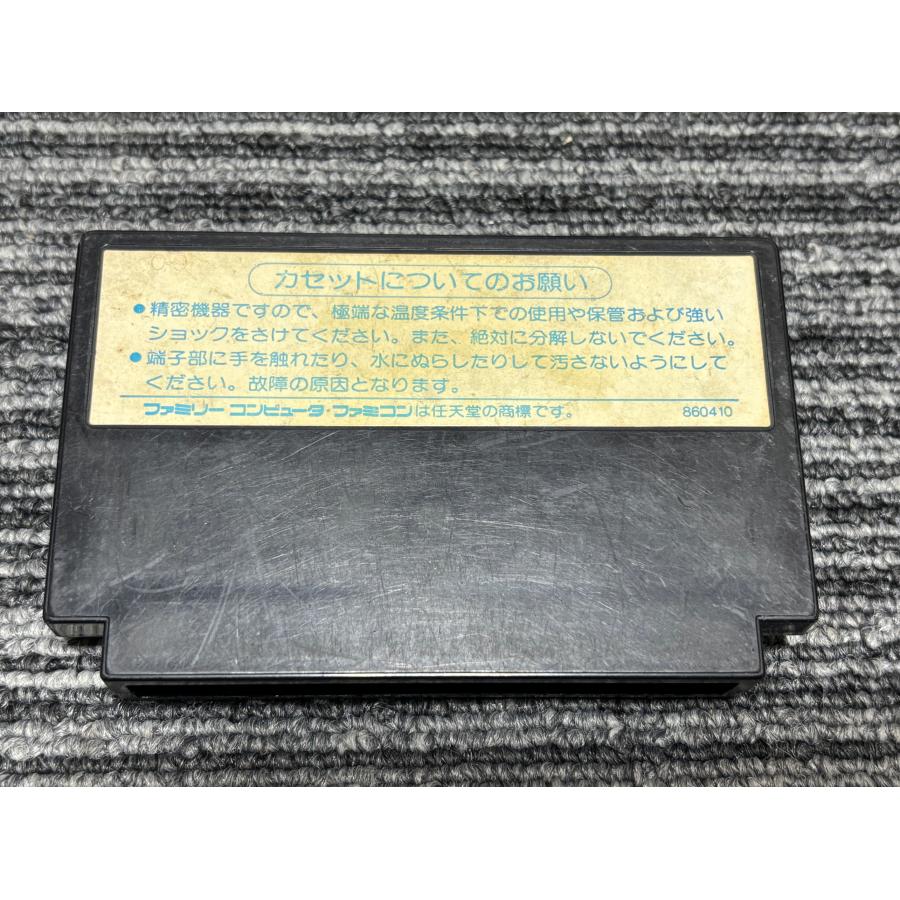 カセットについてのお願い
●精密機器ですので、極端な温度条件下での使用や保管および強い
ショックをさけてください。また、絶対に分解しないでください。
●端子部に手を触れたり、水にぬらしたりして汚さないようにして
ください。故障の原因となります。
ファミリーコンピュータ・ファミコンは任天堂の商標です。 860410